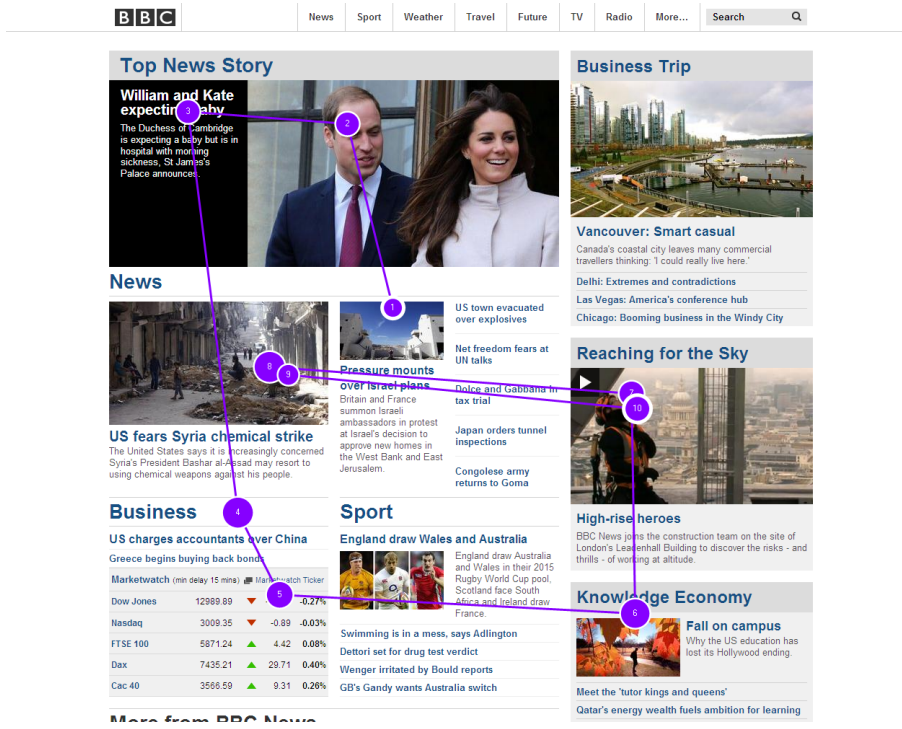 BBC
News Sport Weather Travel Future TV Radio More... Search
Top News Story
William and Kate
expecting baby
The Duchess of Cambridge
is expecting a baby but is in
hospital with morning
sickness, St James's
Palace announces.
3
2
News
1
8
9
US fears Syria chemical strike
The United States says it is increasingly concerned
Syria's President Bashar al-Assad may resort to
using chemical weapons against his people.
Pressure mounts
over Israel plans
Britain and France
summon Israeli
ambassadors in protest
at Israel's decision to
approve new homes in
the West Bank and East
Jerusalem.
US town evacuated
over explosives
Net freedom fears at
UN talks
Dolce and Gabbana in
tax trial
Japan orders tunnel
inspections
Congolese army
returns to Goma
Business
4
US charges accountants over China
Greece begins buying back bonds
Marketwatch (min delay 15 mins) Marketwatch Ticker
5
Dow Jones 12989.89 -0.27%
Nasdaq 3009.35 -0.89 -0.03%
FTSE 100 5871.24 4.42 0.08%
Dax 7435.21 29.71 0.40%
Cac 40 3566.59 9.31 0.26%
Sport
England draw Wales and Australia
England draw Australia
and Wales in their 2015
Rugby World Cup pool,
Scotland face South
Africa and Ireland draw
France.
Swimming is in a mess, says Adlington
Dettori set for drug test verdict
Wenger irritated by Bould reports
GB's Gandy wants Australia switch
More from BBC News
Business Trip
Vancouver: Smart casual
Canada's coastal city leaves many commercial
travellers thinking: 'I could really live here.'
Delhi: Extremes and contradictions
Las Vegas: America's conference hub
Chicago: Booming business in the Windy City
Reaching for the Sky
7
10
High-rise heroes
BBC News joins the construction team on the site of
London's Leadenhall Building to discover the risks - and
thrills - of working at altitude.
Knowledge Economy
6
Fall on campus
Why the US education has
lost its Hollywood ending.
Meet the 'tutor kings and queens'
Qatar's energy wealth fuels ambition for learning